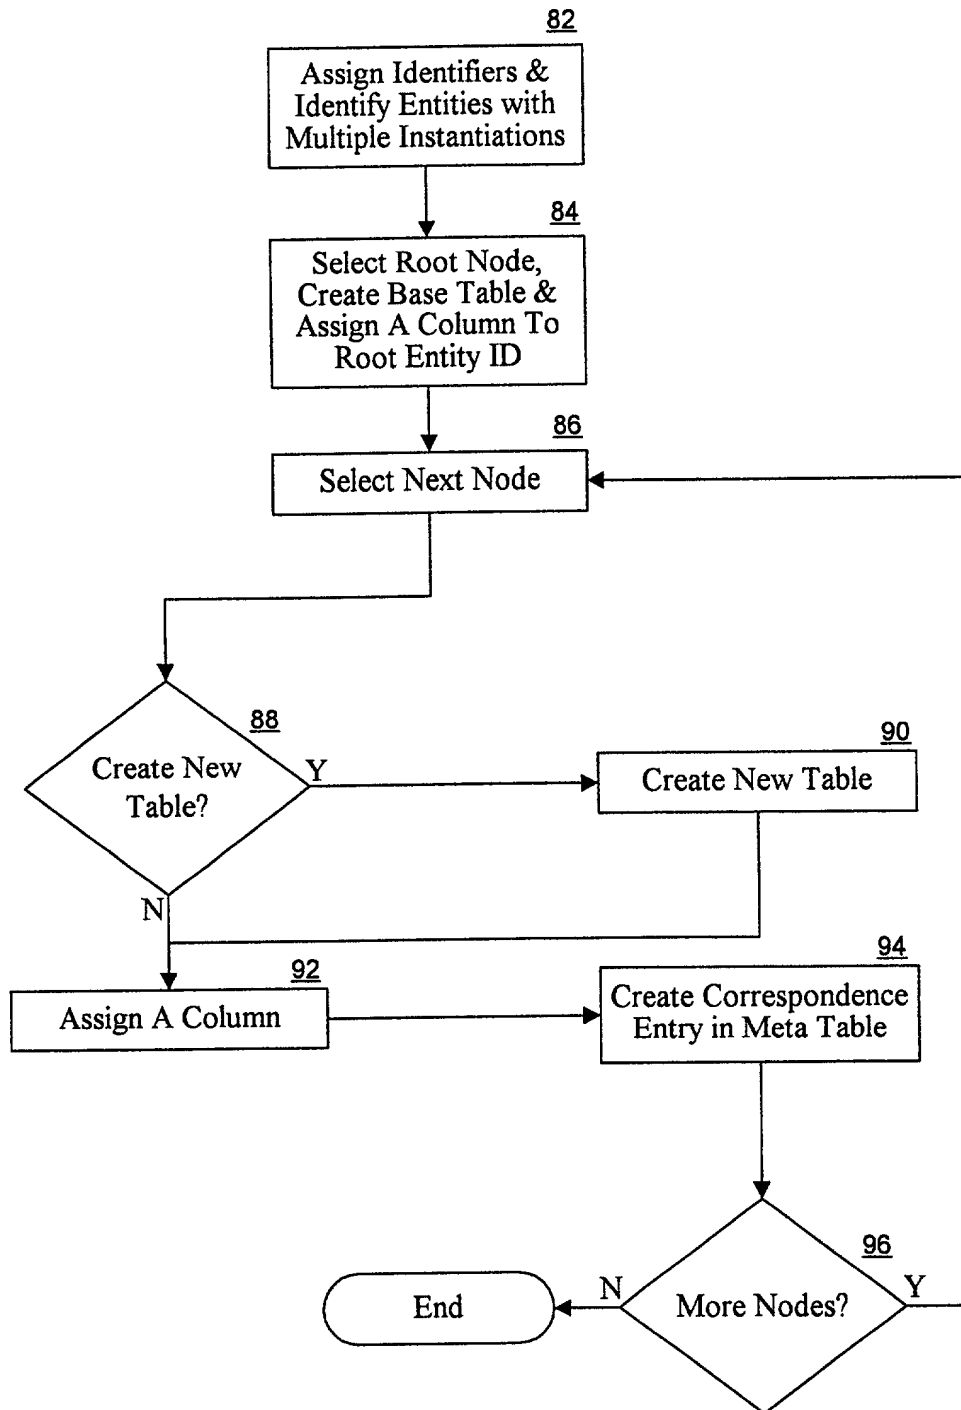 82
Assign Identifiers &
Identify Entities with
Multiple Instantiations
84
Select Root Node,
Create Base Table &
Assign A Column To
Root Entity ID
86
Select Next Node
88
Create New
Table?
Y
N
90
Create New Table
92
Assign A Column
94
Create Correspondence
Entry in Meta Table
96
More Nodes?
N
Y
End